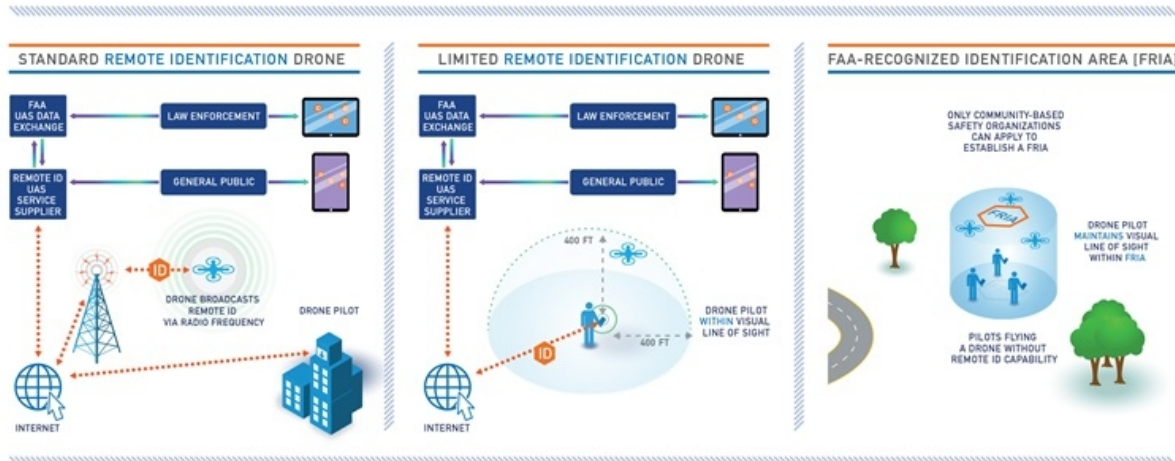 STANDARD REMOTE IDENTIFICATION DRONE
FAA
UAS DATA
EXCHANGE
LAW ENFORCEMENT
REMOTE ID
UAS
SERVICE
SUPPLIER
GENERAL PUBLIC
ID
DRONE BROADCASTS
REMOTE ID
VIA RADIO FREQUENCY
DRONE PILOT
INTERNET
LIMITED REMOTE IDENTIFICATION DRONE
FAA
UAS DATA
EXCHANGE
LAW ENFORCEMENT
REMOTE ID
UAS
SERVICE
SUPPLIER
GENERAL PUBLIC
400 FT
DRONE PILOT
WITHIN VISUAL
LINE OF SIGHT
400 FT
ID
INTERNET
FAA-RECOGNIZED IDENTIFICATION AREA [FRIA]
ONLY COMMUNITY-BASED
SAFETY ORGANIZATIONS
CAN APPLY TO
ESTABLISH A FRIA
FRIA
DRONE PILOT
MAINTAINS VISUAL
LINE OF SIGHT
WITHIN FRIA
PILOTS FLYING
A DRONE WITHOUT
REMOTE ID CAPABILITY